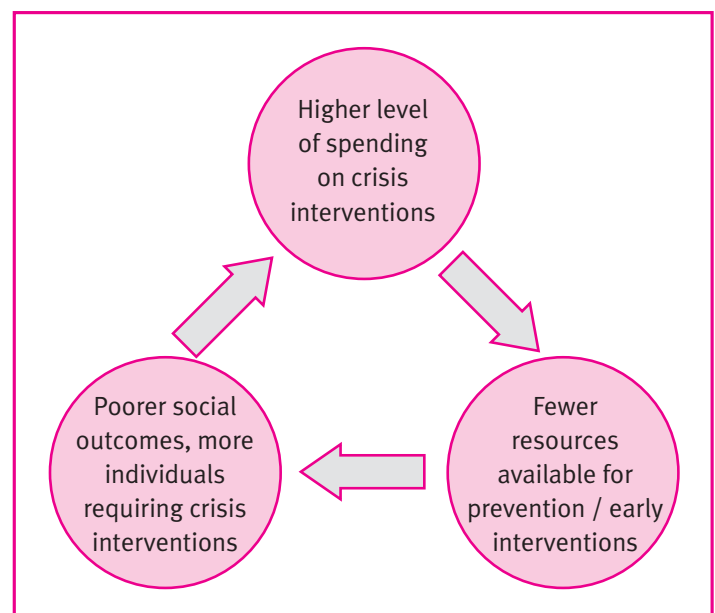 Higher level
of spending
on crisis
interventions
Fewer
resources
available for
prevention / early
interventions
Poorer social
outcomes, more
individuals
requiring crisis
interventions